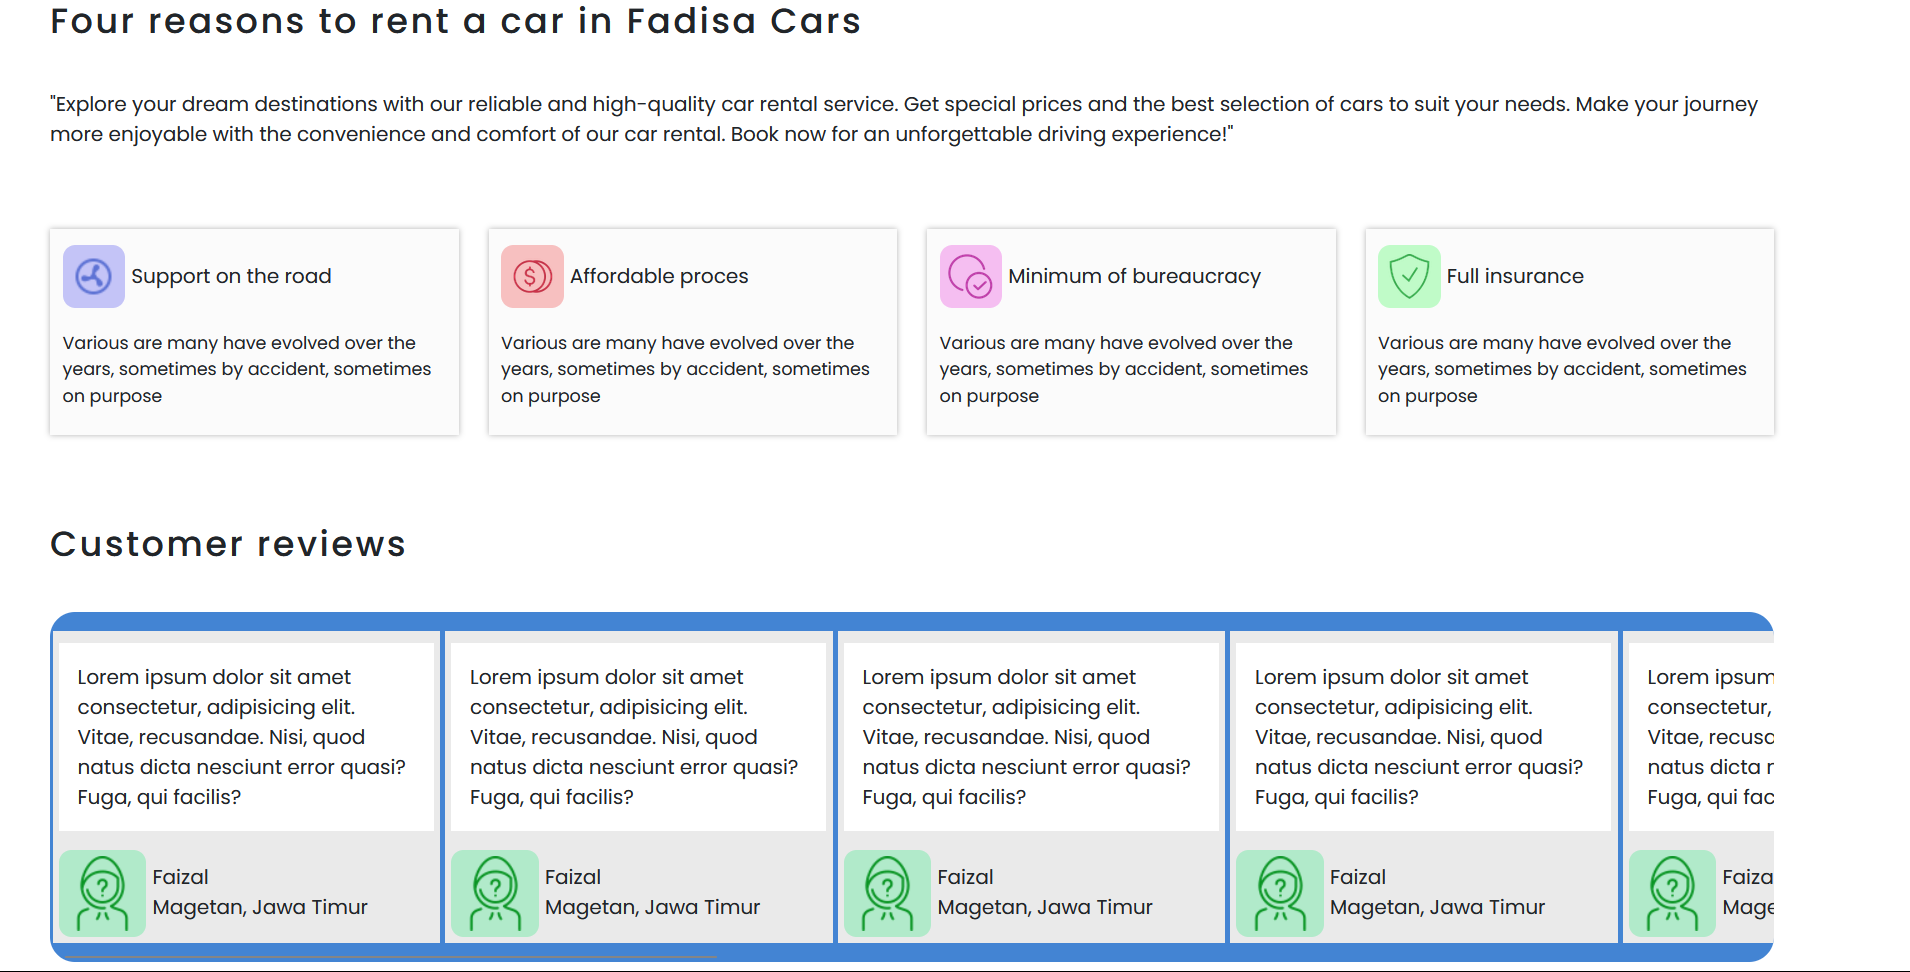 Four reasons to rent a car in Fadisa Cars
"Explore your dream destinations with our reliable and high-quality car rental service. Get special prices and the best selection of cars to suit your needs. Make your journey
more enjoyable with the convenience and comfort of our car rental. Book now for an unforgettable driving experience!"
Support on the road
Various are many have evolved over the
years, sometimes by accident, sometimes
on purpose
$
Affordable proces
Various are many have evolved over the
years, sometimes by accident, sometimes
on purpose
Minimum of bureaucracy
Various are many have evolved over the
years, sometimes by accident, sometimes
on purpose
Full insurance
Various are many have evolved over the
years, sometimes by accident, sometimes
on purpose
Customer reviews
Lorem ipsum dolor sit amet
consectetur, adipisicing elit.
Vitae, recusandae. Nisi, quod
natus dicta nesciunt error quasi?
Fuga, qui facilis?
?
Faizal
Magetan, Jawa Timur
Lorem ipsum dolor sit amet
consectetur, adipisicing elit.
Vitae, recusandae. Nisi, quod
natus dicta nesciunt error quasi?
Fuga, qui facilis?
?
Faizal
Magetan, Jawa Timur
Lorem ipsum dolor sit amet
consectetur, adipisicing elit.
Vitae, recusandae. Nisi, quod
natus dicta nesciunt error quasi?
Fuga, qui facilis?
?
Faizal
Magetan, Jawa Timur
Lorem ipsum dolor sit amet
consectetur, adipisicing elit.
Vitae, recusandae. Nisi, quod
natus dicta nesciunt error quasi?
Fuga, qui facilis?
?
Faizal
Magetan, Jawa Timur
Lorem ipsum
consectetur,
Vitae, recusa
natus dicta r
Fuga, qui fac
?
Faiza
Mage